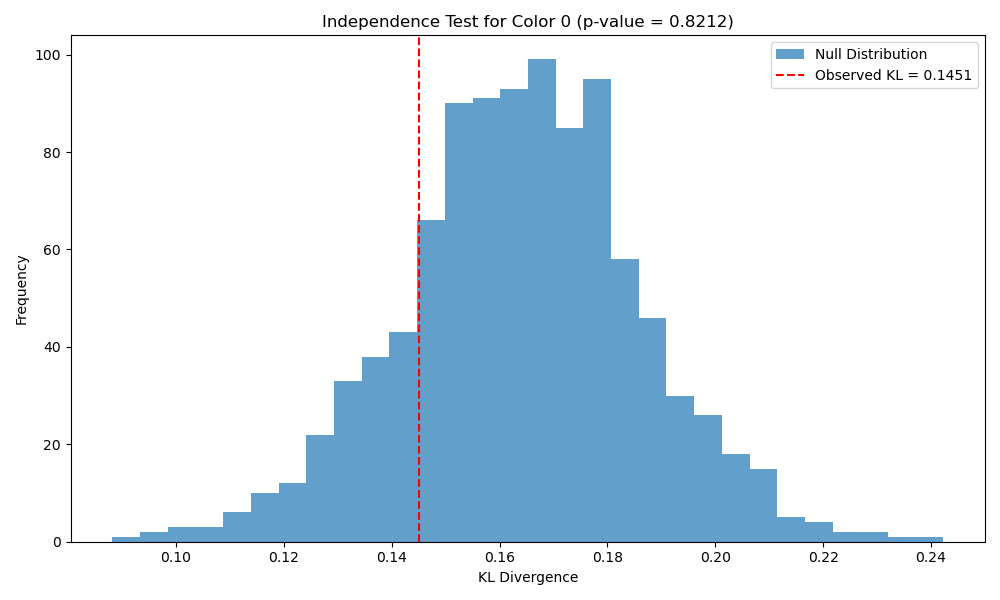 Independence Test for Color 0 (p-value = 0.8212)
Null Distribution
Observed KL = 0.1451
Frequency
100
80
60
40
20
0
0.10 0.12 0.14 0.16 0.18 0.20 0.22 0.24
KL Divergence